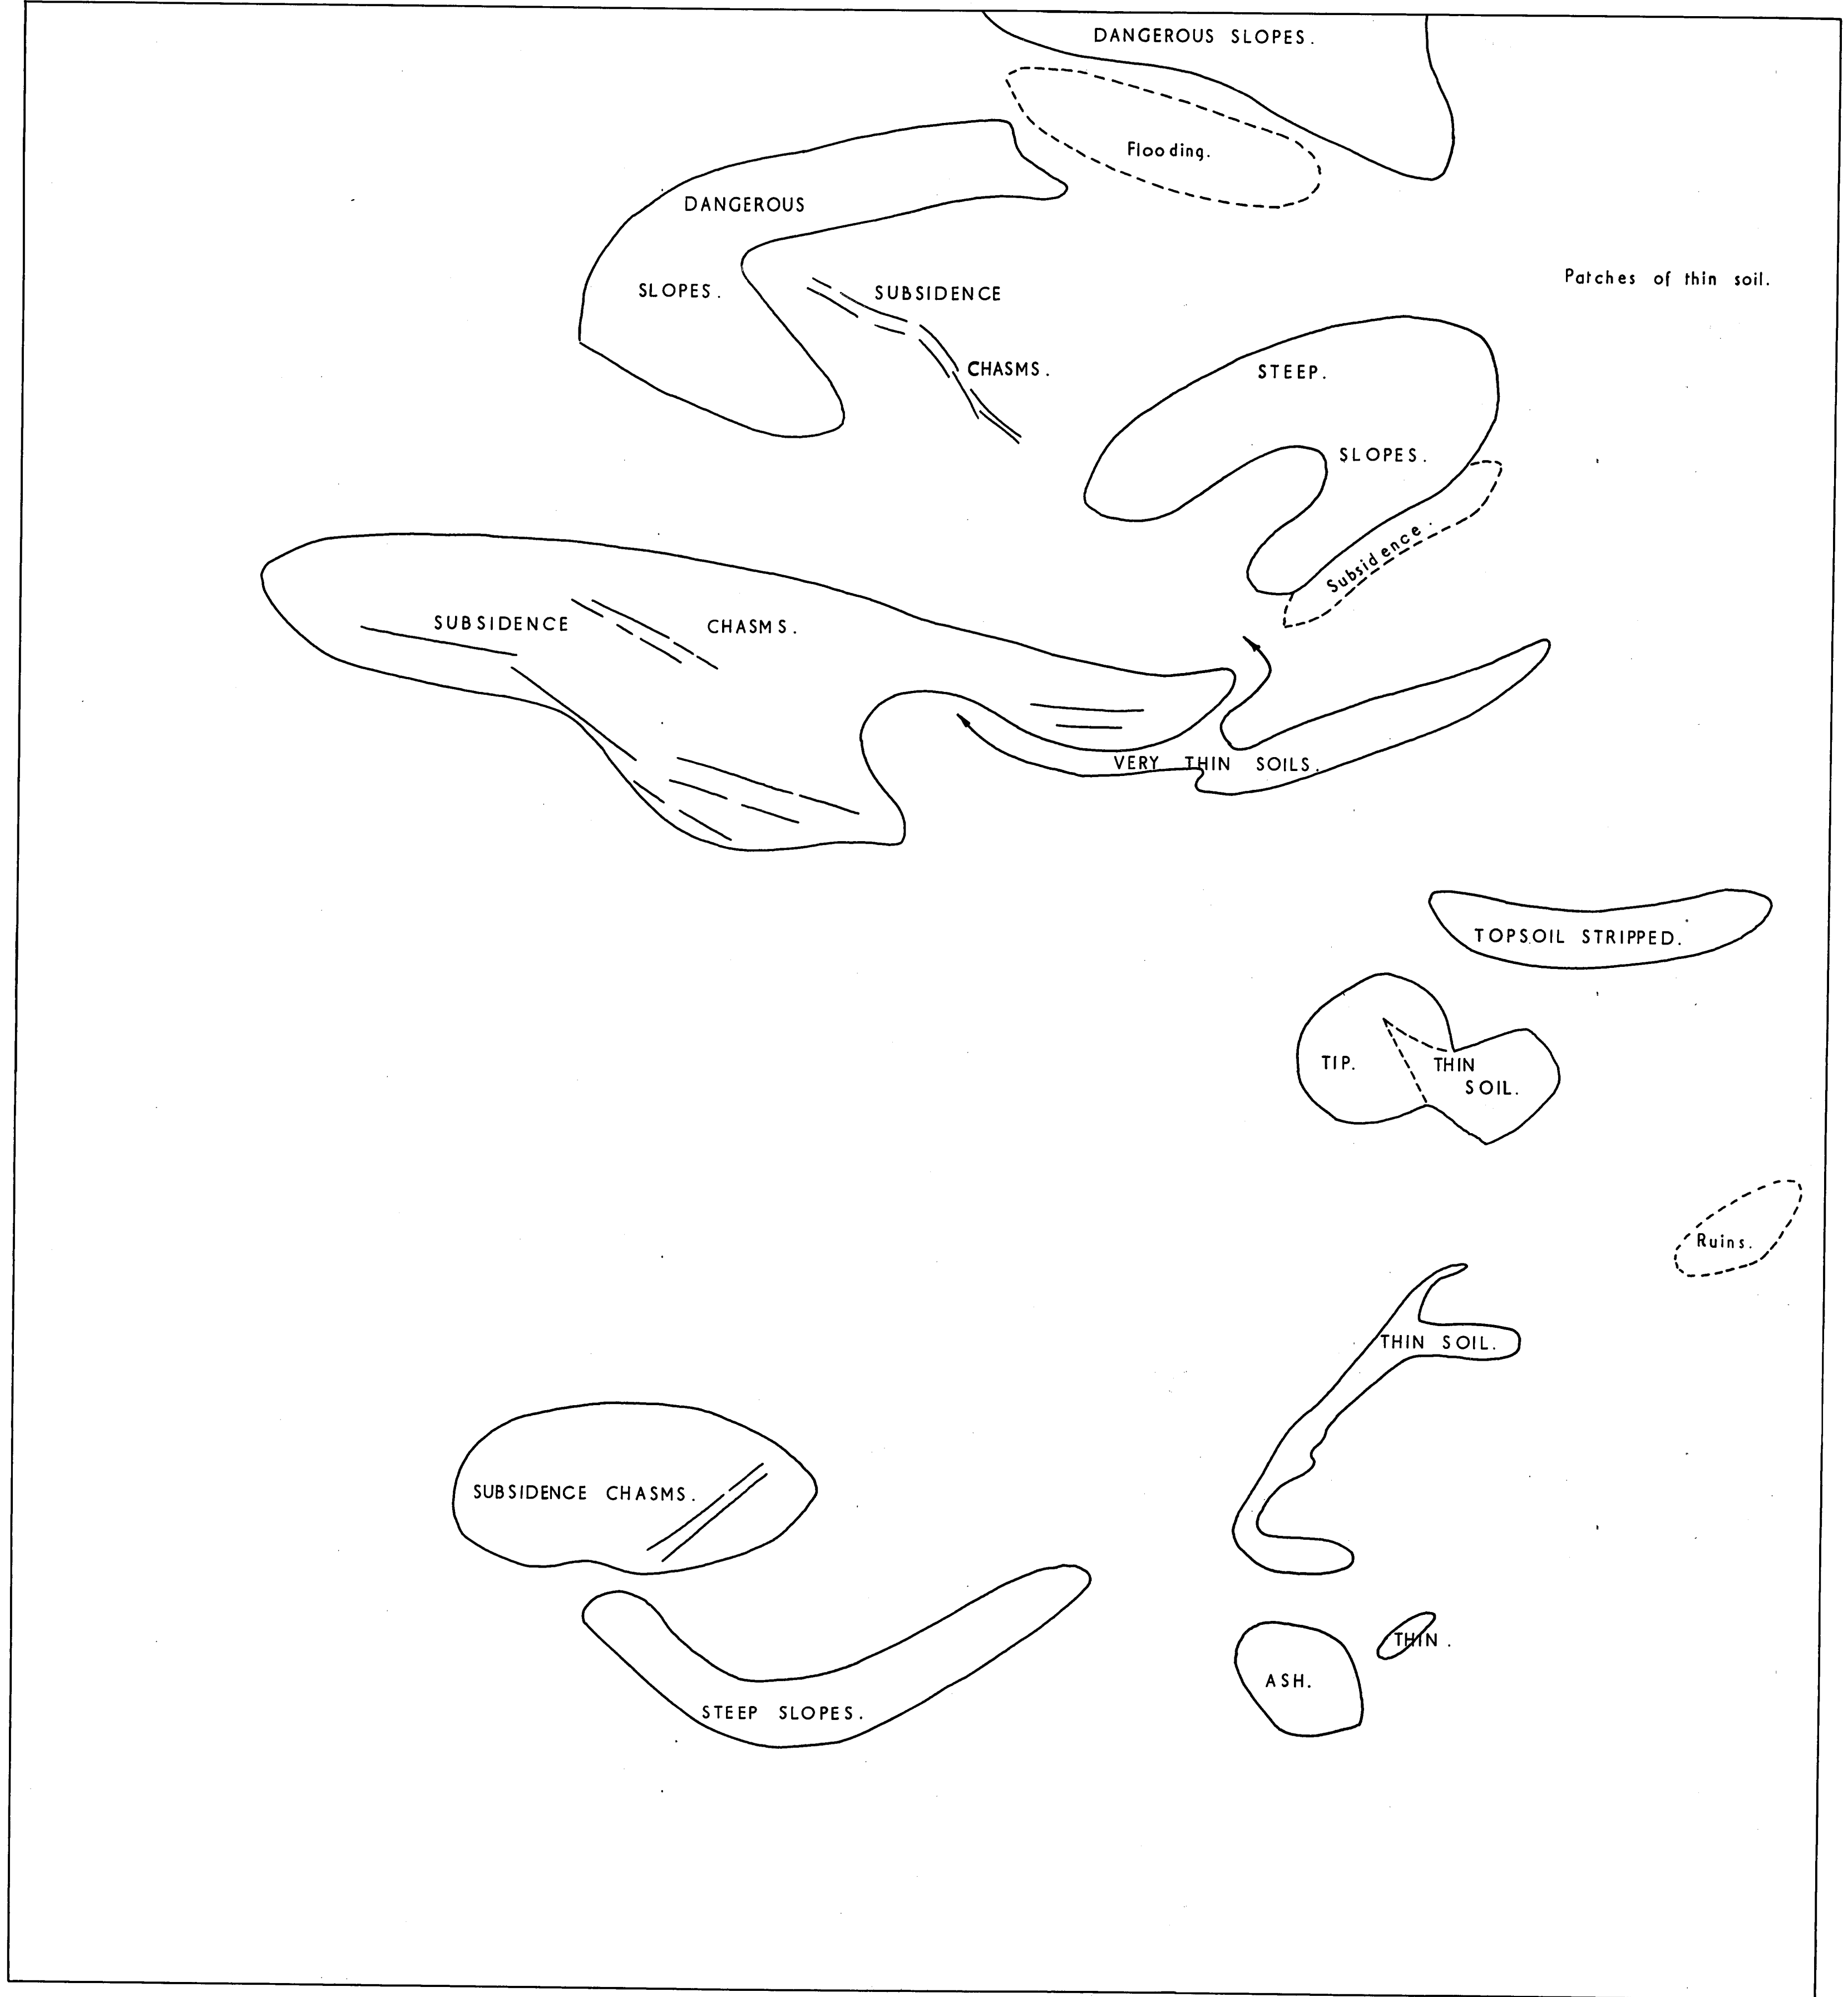 DANGEROUS SLOPES.
Flooding.
DANGEROUS
SLOPES.
Patches of thin soil.
SUBSIDENCE
CHASMS.
STEEP.
SLOPES.
Subsidence.
SUBSIDENCE CHASMS.
VERY THIN SOILS.
TOPSOIL STRIPPED.
TIP.
THIN
SOIL.
Ruins.
THIN SOIL.
SUBSIDENCE CHASMS.
THIN.
ASH.
STEEP SLOPES.